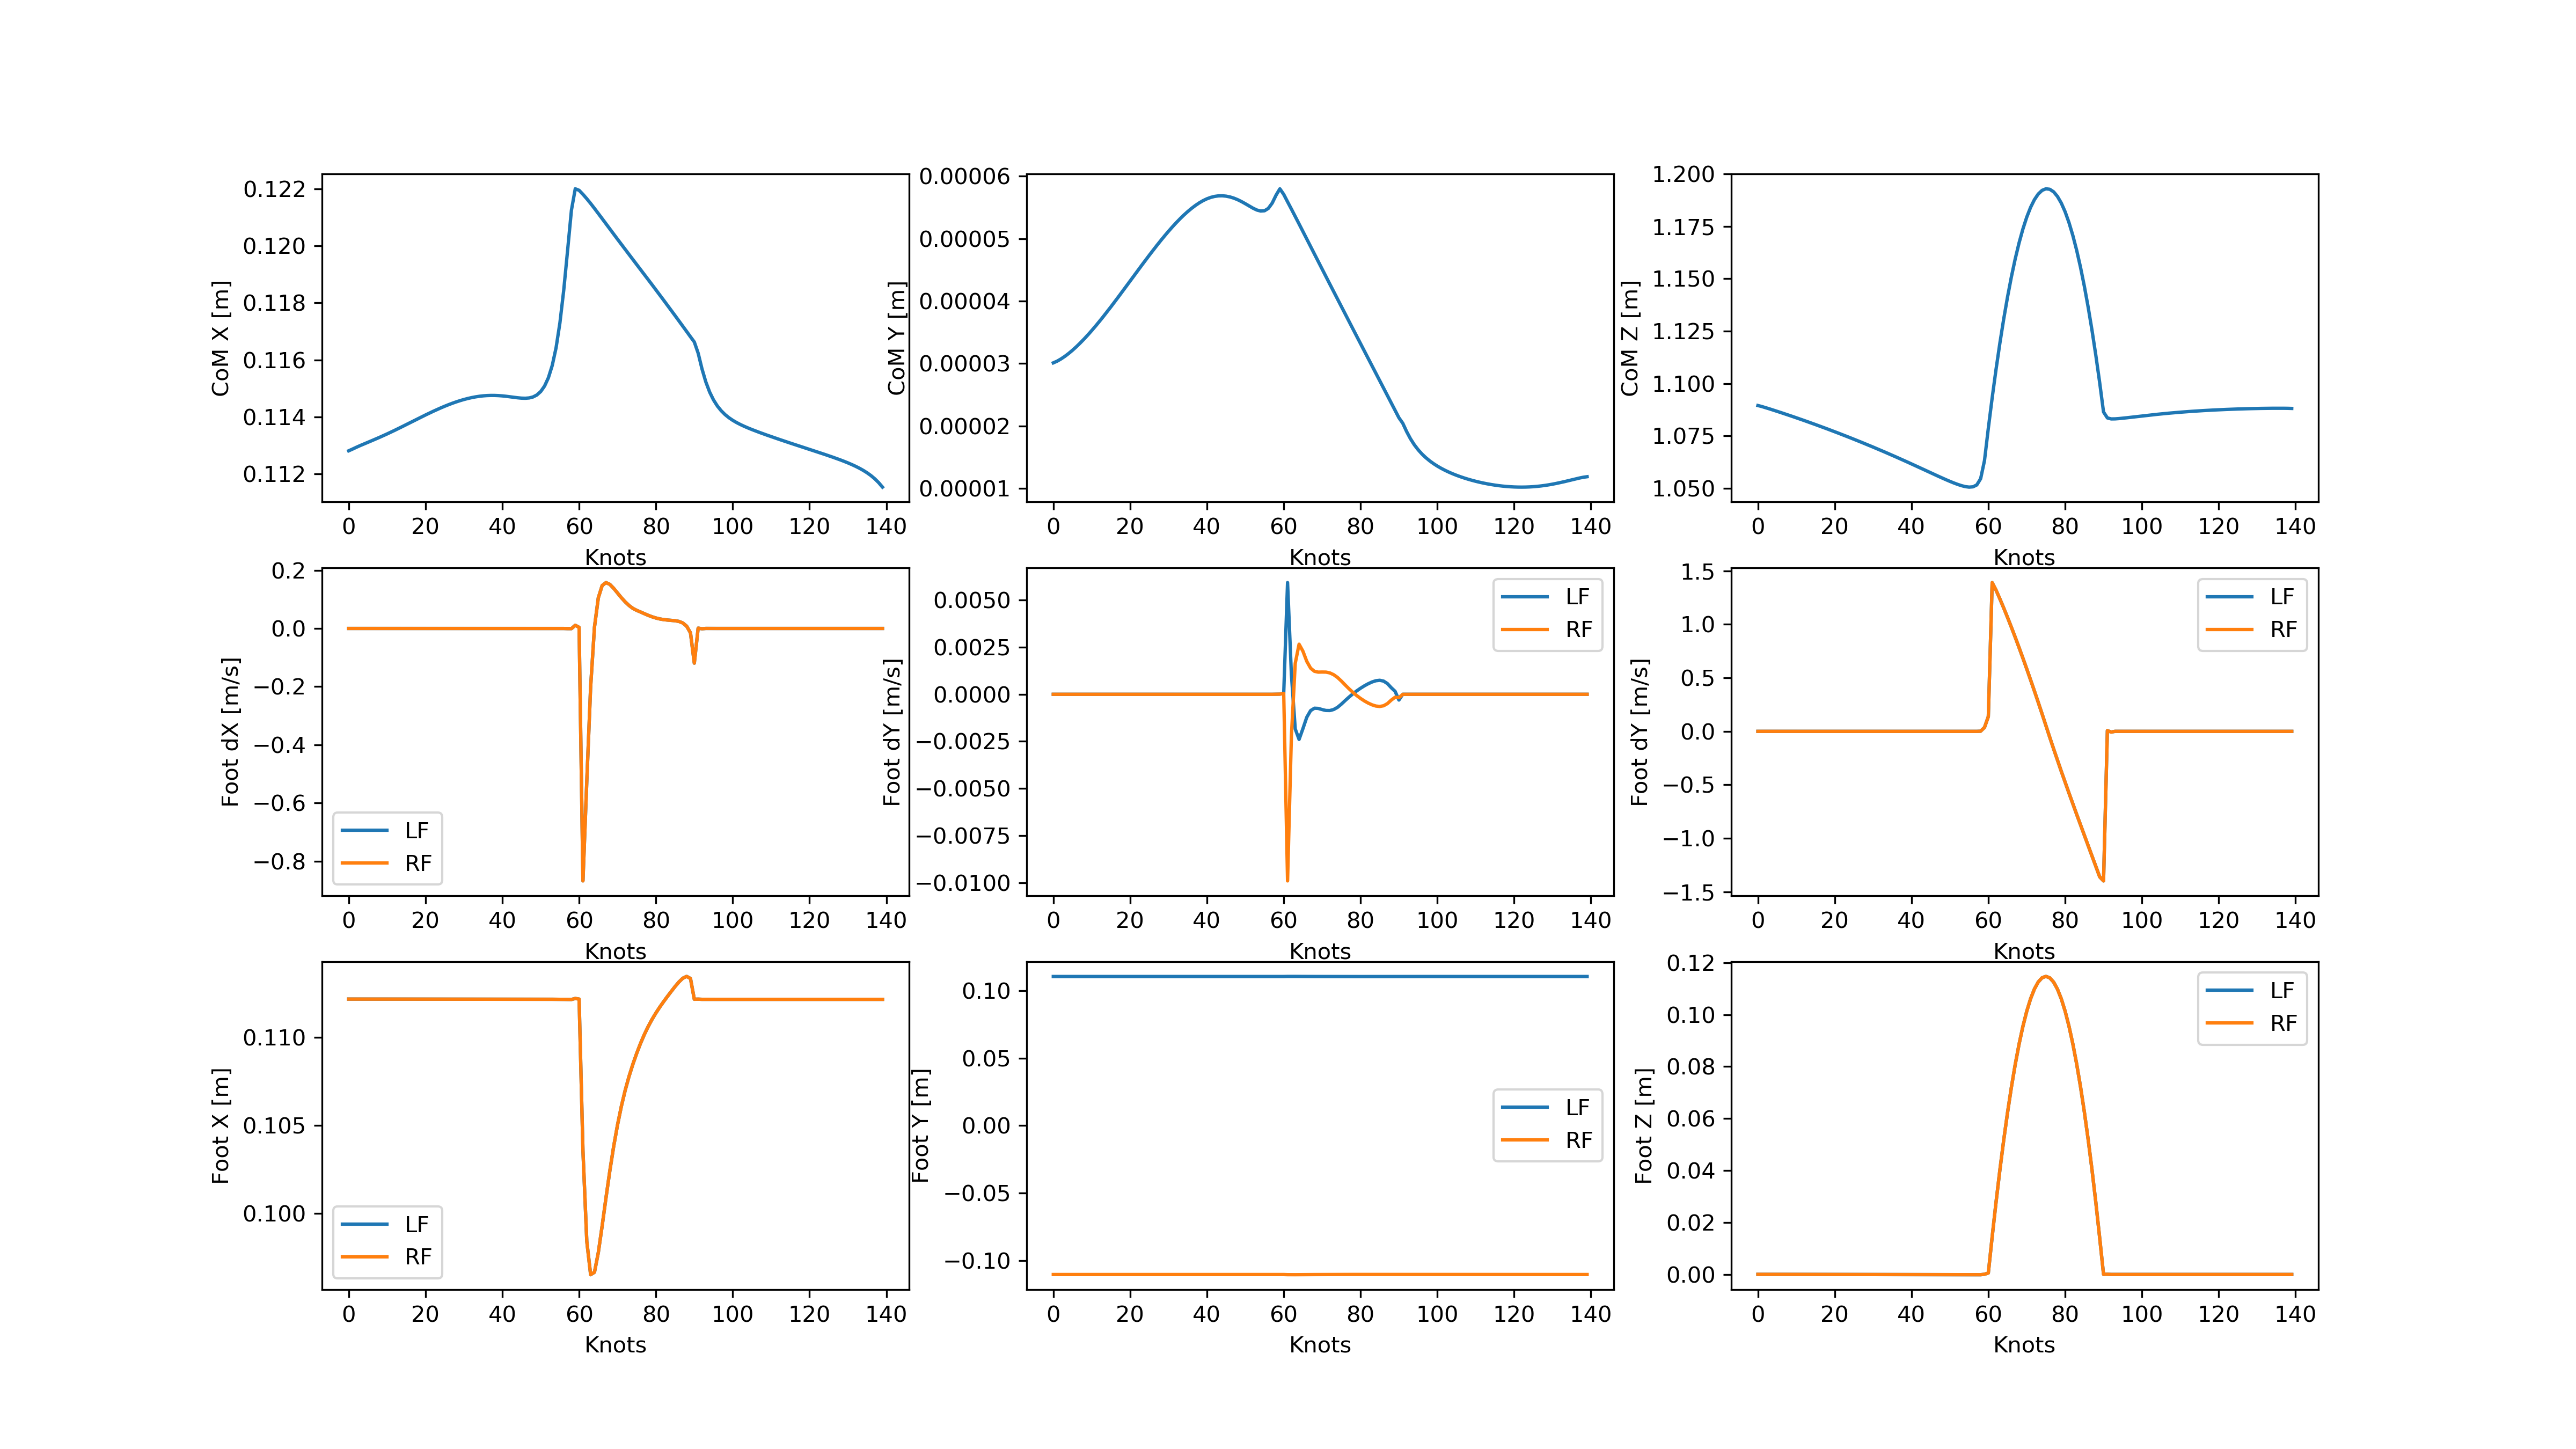 CoM X [m]
0.122
0.120
0.118
0.116
0.114
0.112
0 20 40 60 80 100 120 140
Knots
CoM Y [m]
0.00006
0.00005
0.00004
0.00003
0.00002
0.00001
0 20 40 60 80 100 120 140
Knots
CoM Z [m]
1.200
1.175
1.150
1.125
1.100
1.075
1.050
0 20 40 60 80 100 120 140
Knots
Foot dX [m/s]
0.2
0.0
−0.2
−0.4
−0.6
−0.8
LF
RF
0 20 40 60 80 100 120 140
Knots
Foot dY [m/s]
0.0050
0.0025
0.0000
−0.0025
−0.0050
−0.0075
−0.0100
LF
RF
0 20 40 60 80 100 120 140
Foot dY [m/s]
1.5
1.0
0.5
0.0
−0.5
−1.0
−1.5
LF
RF
0 20 40 60 80 100 120 140
Knots
Foot X [m]
0.110
0.105
0.100
LF
RF
0 20 40 60 80 100 120 140
Knots
Foot Y [m]
0.10
0.05
0.00
−0.05
−0.10
LF
RF
0 20 40 60 80 100 120 140
Knots
Foot Z [m]
0.12
0.10
0.08
0.06
0.04
0.02
0.00
LF
RF
0 20 40 60 80 100 120 140
Knots